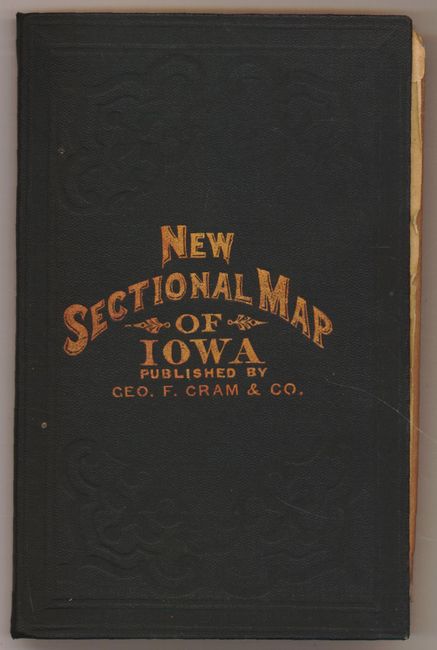 NEW
SECTIONAL MAP
OF
IOWA
PUBLISHED BY
GEO. F. CRAM & CO.